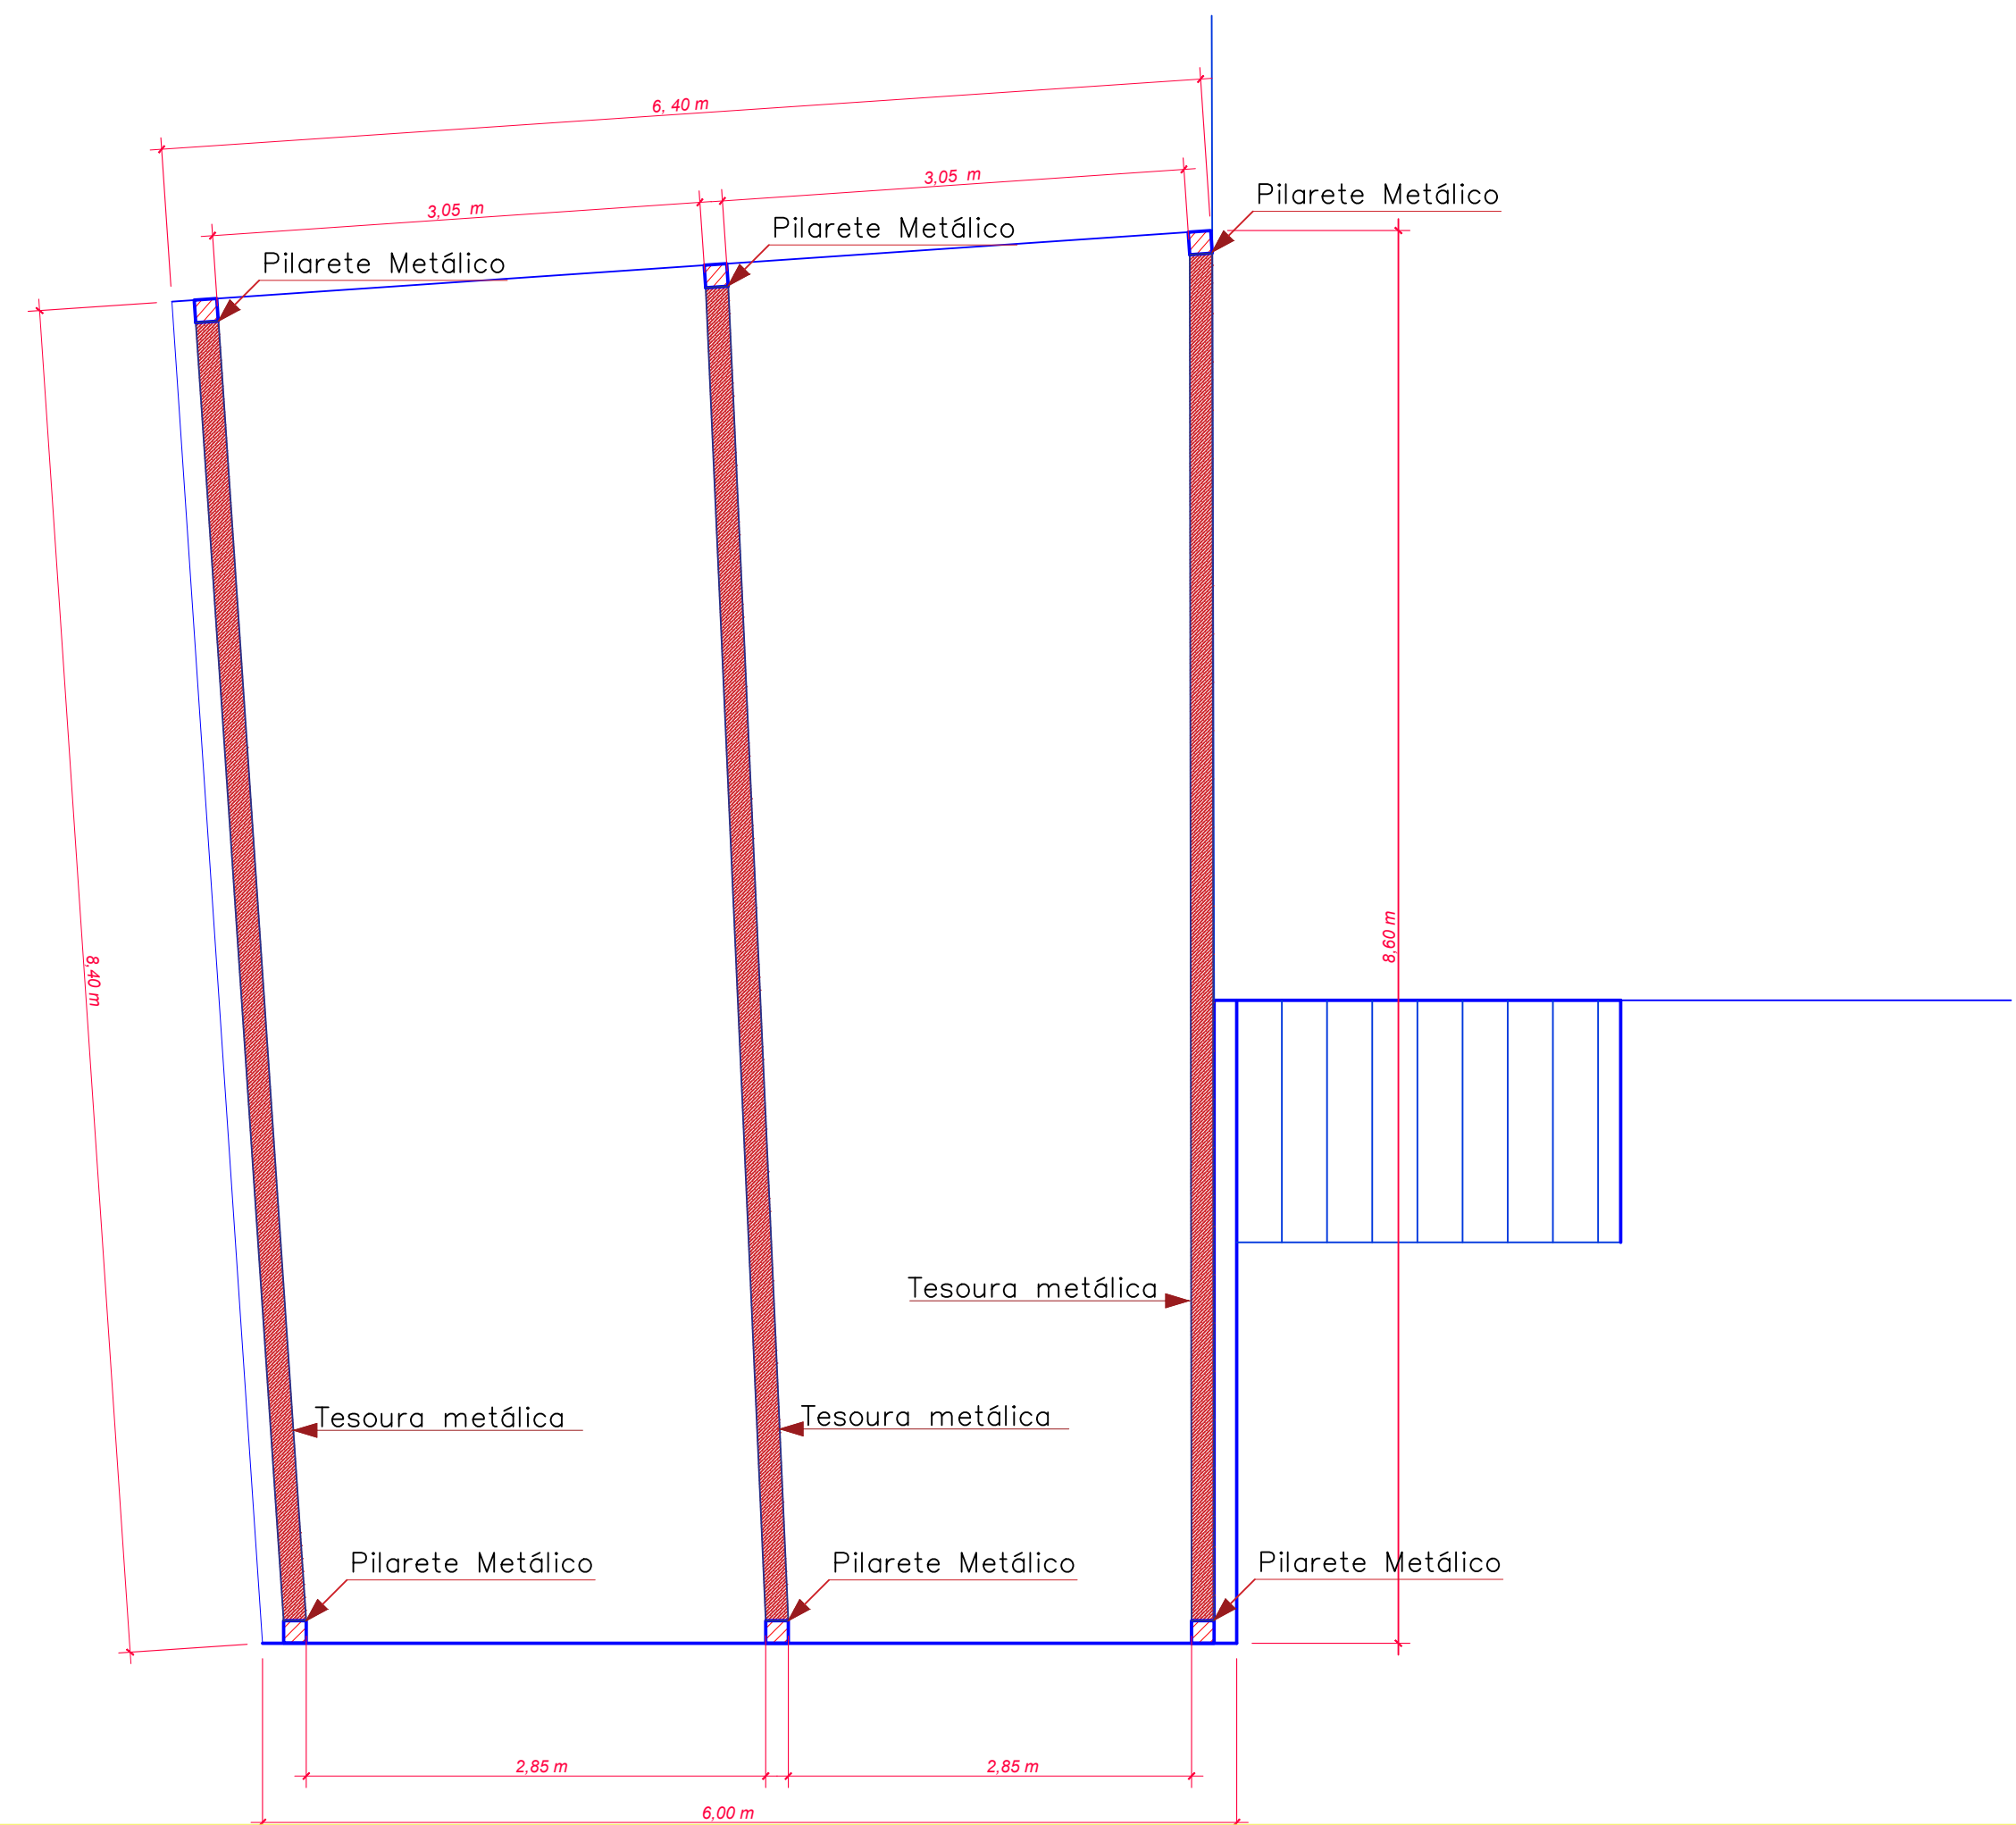 6, 40 m
3,05 m
3,05 m
Pilarete Metálico
Pilarete Metálico
Pilarete Metálico
8,40 m
8,60 m
Tesoura metálica
Tesoura metálica
Tesoura metálica
Pilarete Metálico
Pilarete Metálico
Pilarete Metálico
2,85 m
2,85 m
6,00 m